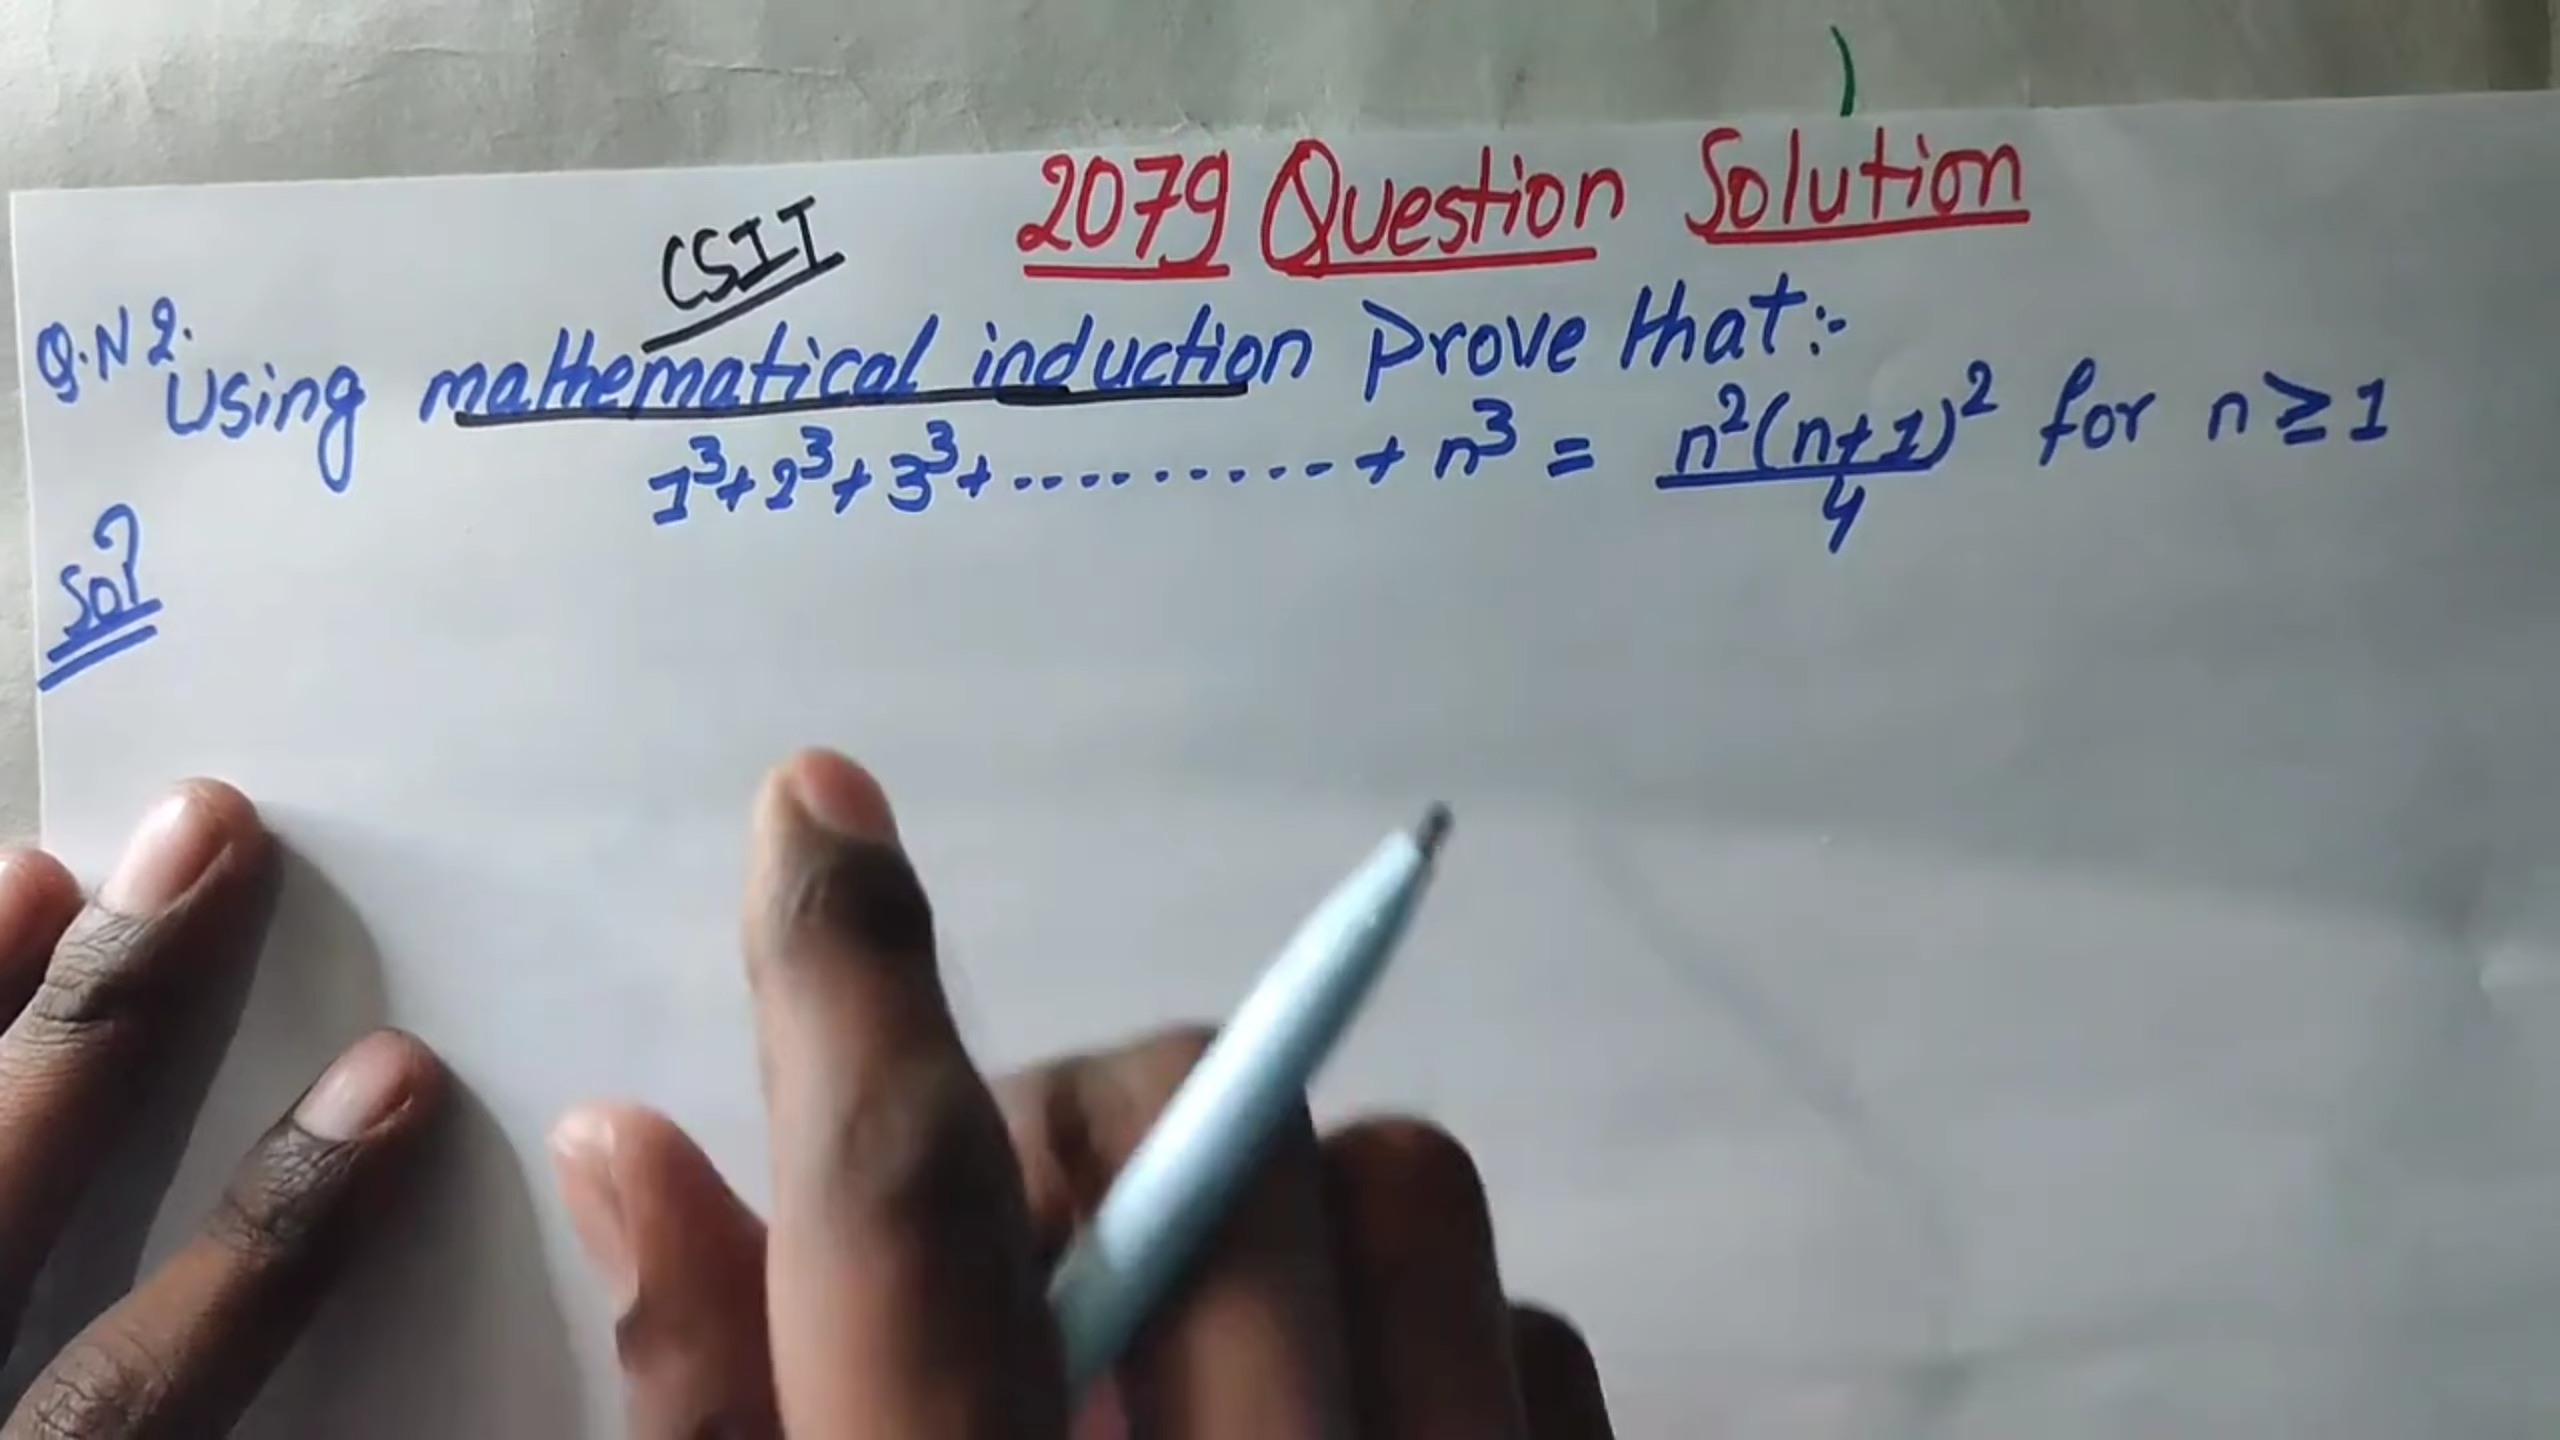 2079 Question Solution
CSIT
Q.N 2. Using mathematical induction prove that:-
1³+2³+3³+..........+ n³ = n²(n+1)²/4 for n ≥ 1
Solⁿ